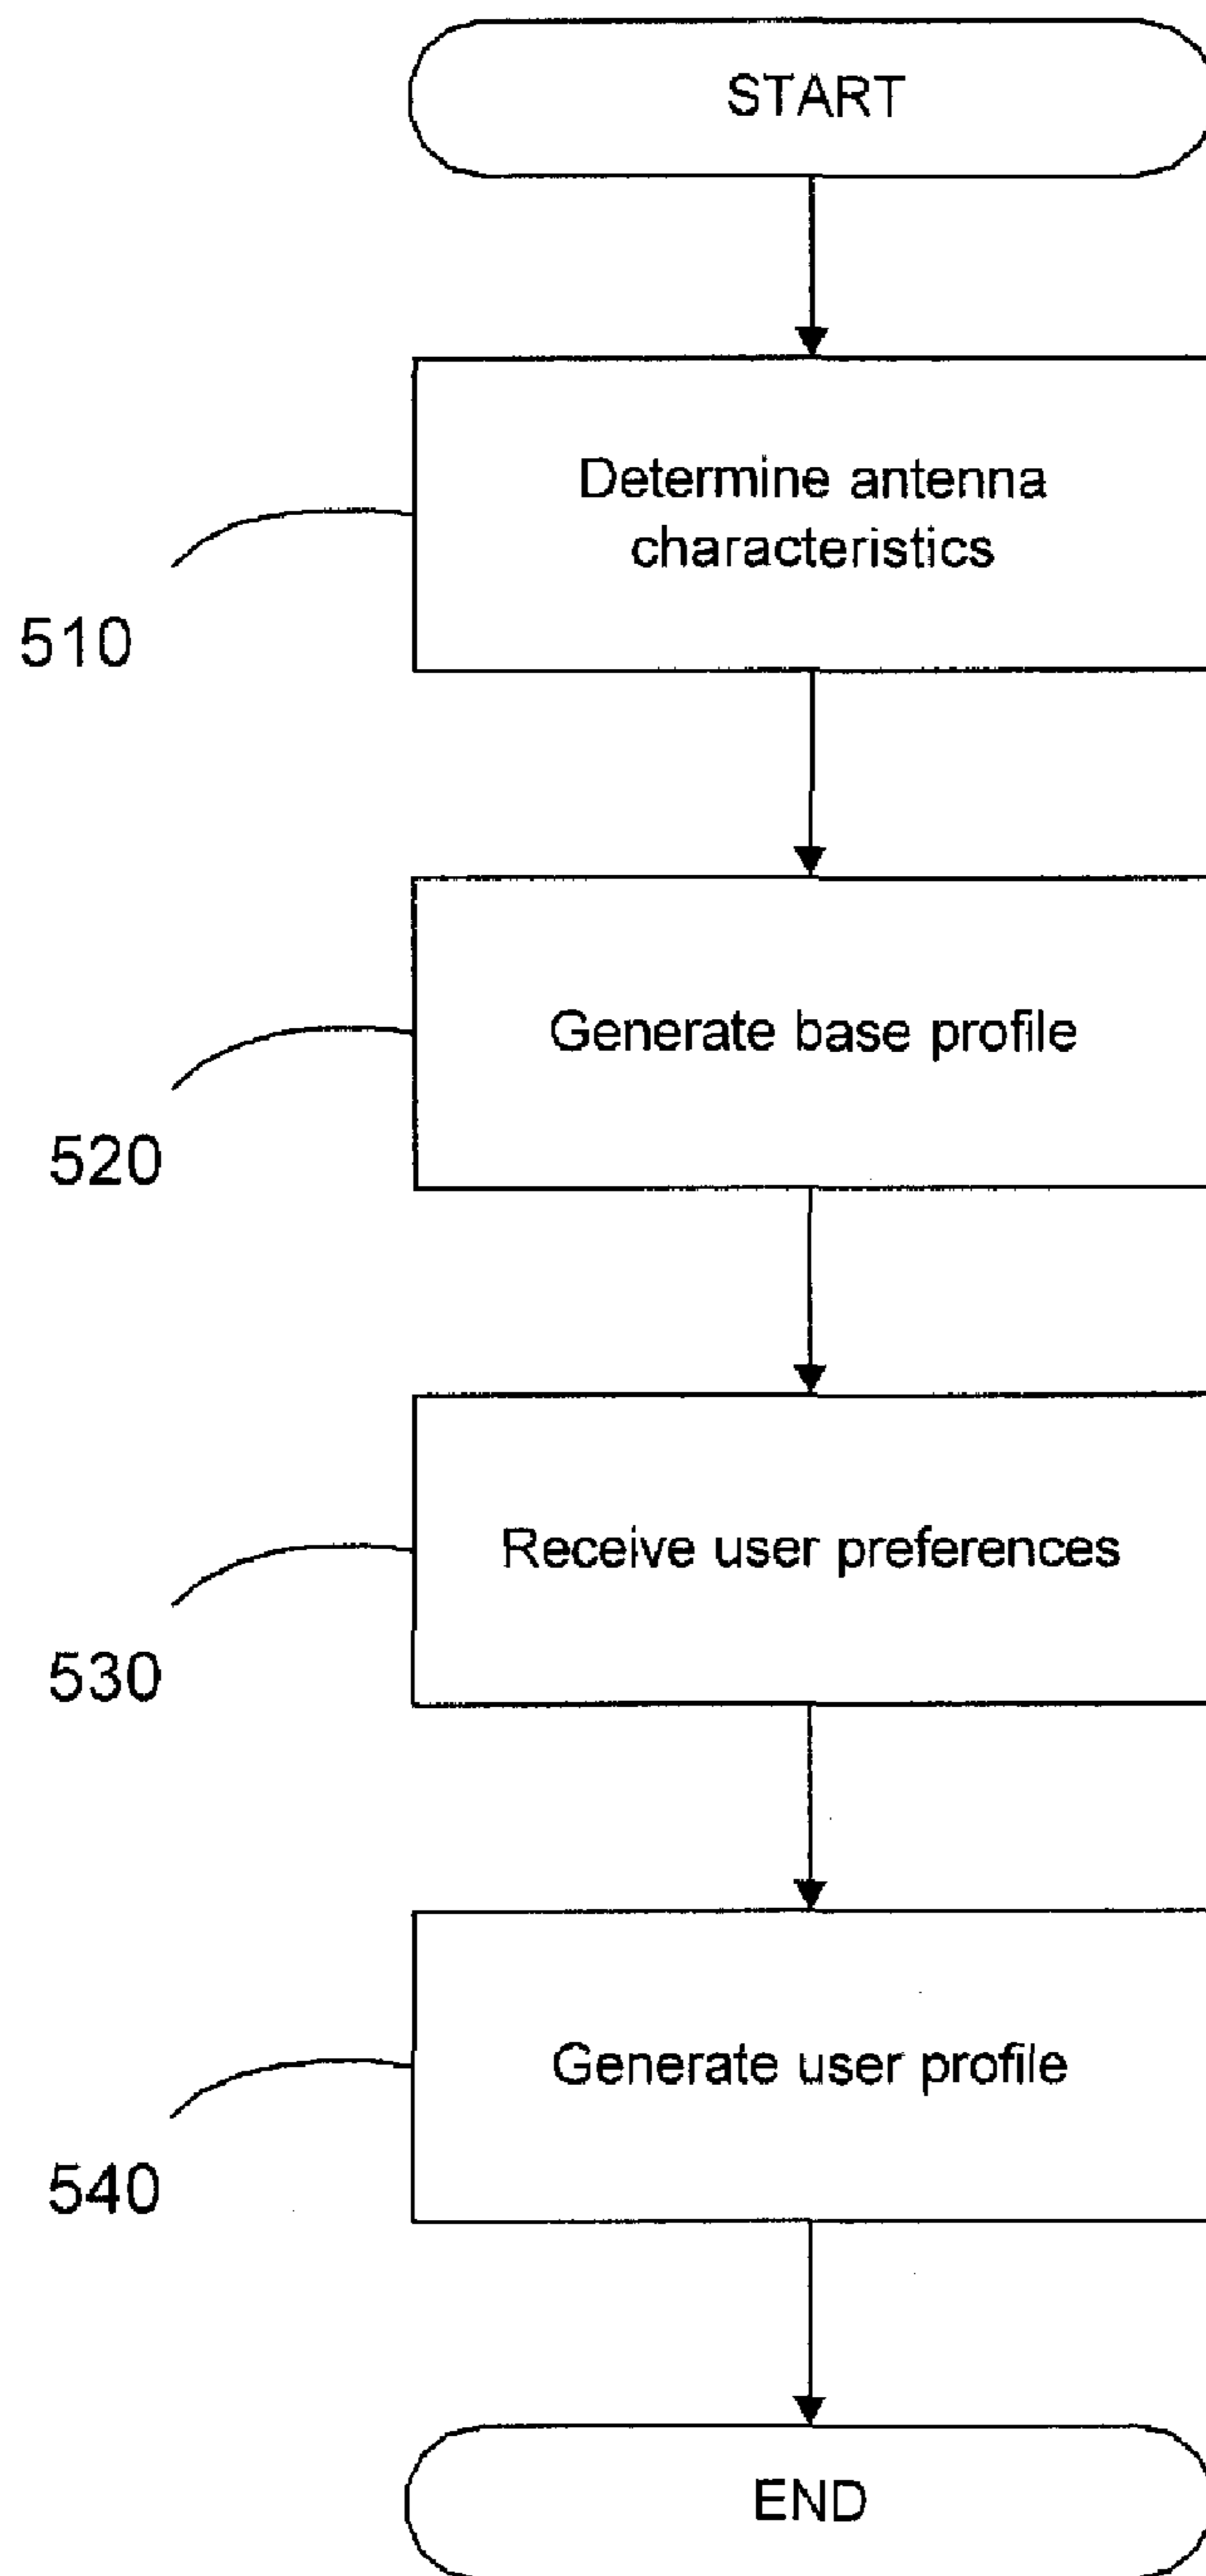 START
Determine antenna
characteristics
510
Generate base profile
520
Receive user preferences
530
Generate user profile
540
END